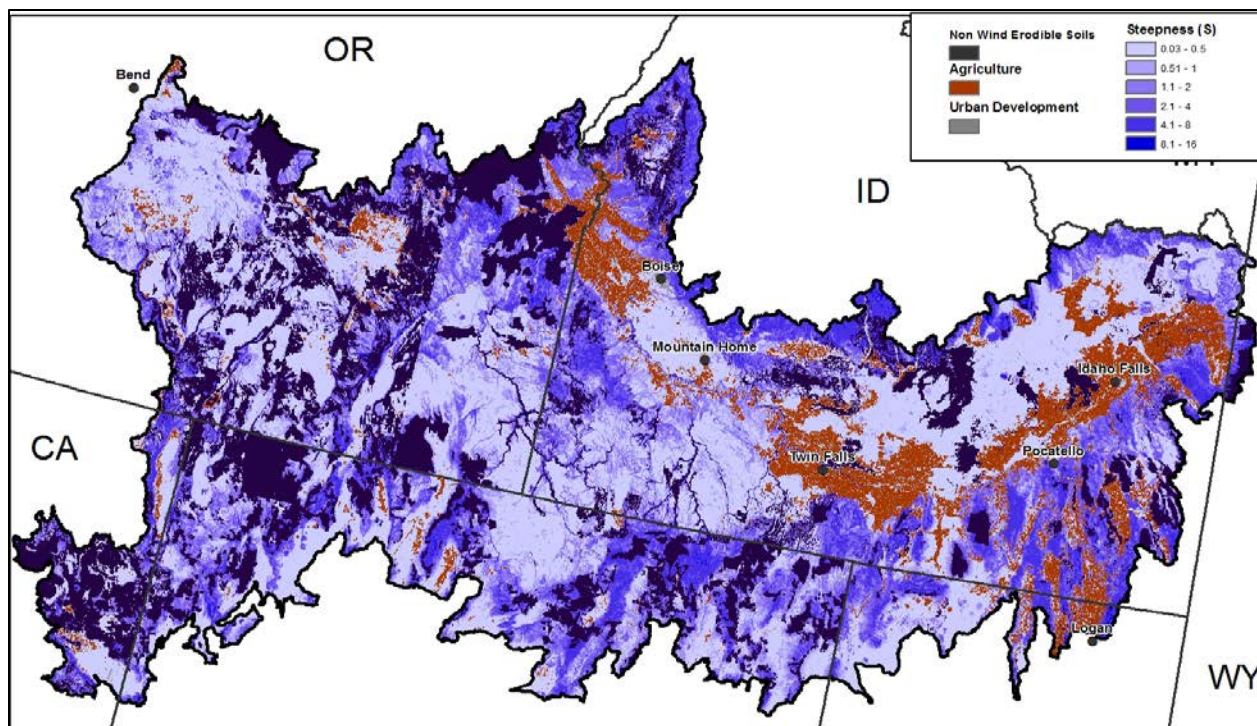 OR
Bend
ID
CA
Boise
Mountain Home
Twin Falls
Idaho Falls
Pocatello
Logan
WY
Non Wind Erodible Soils
Agriculture
Urban Development
Steepness (S)
0.03 - 0.5
0.51 - 1
1.1 - 2
2.1 - 4
4.1 - 8
8.1 - 16